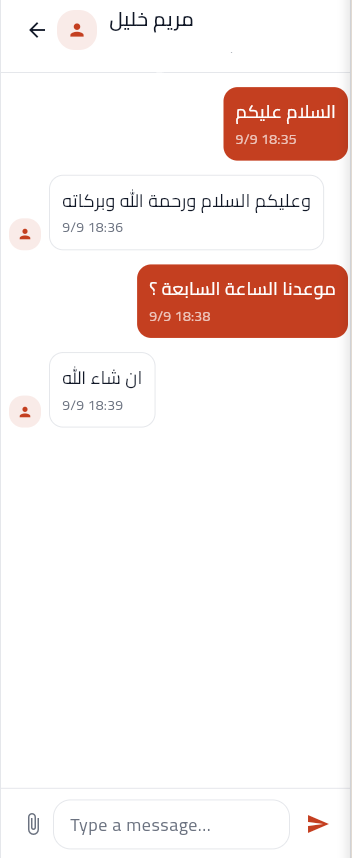 مريم خليل
السلام عليكم
9/9 18:35
وعليكم السلام ورحمة الله وبركاته
9/9 18:36
موعدنا الساعة السابعة ؟
9/9 18:38
ان شاء الله
9/9 18:39
Type a message...